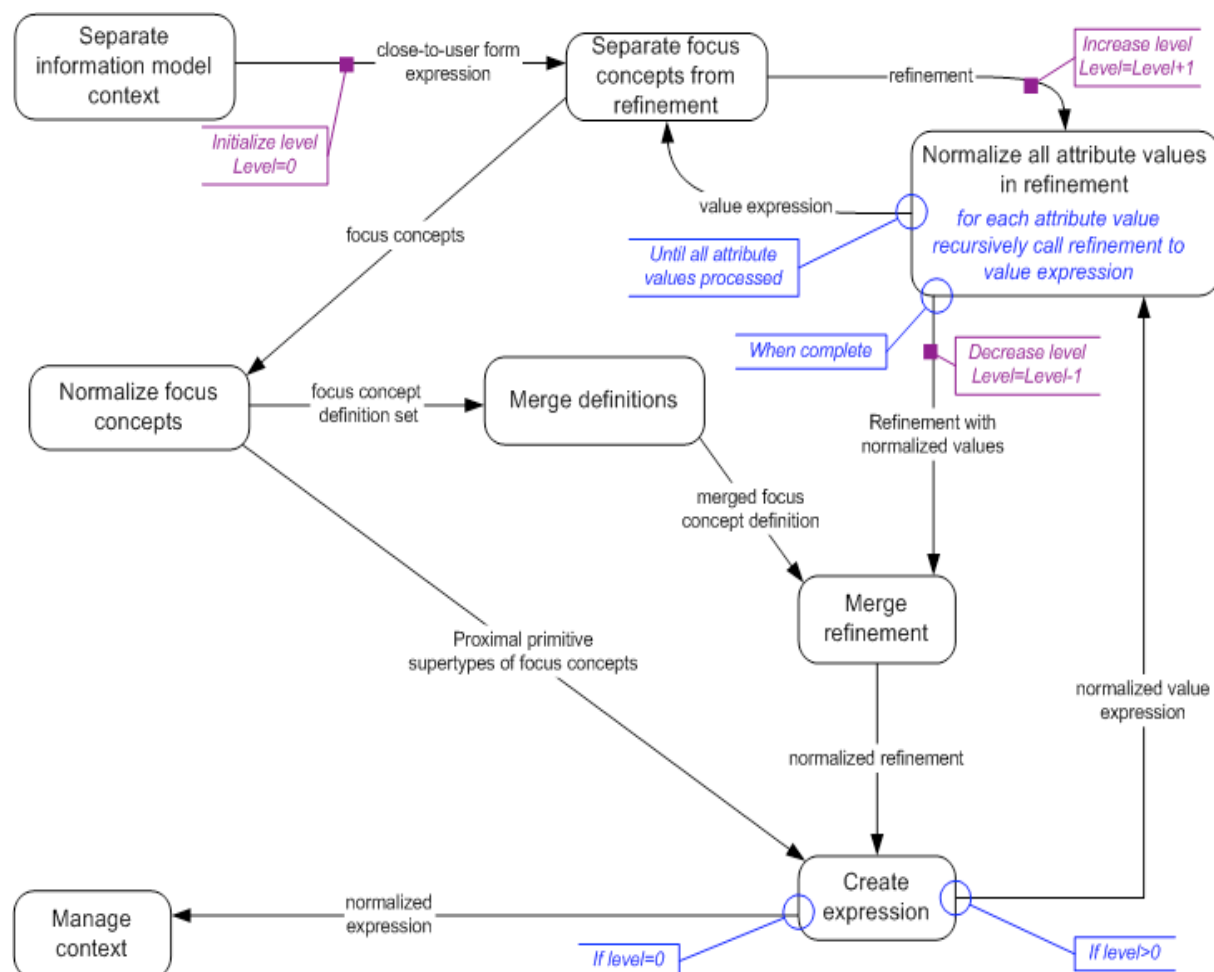 Separate
information model
context
close-to-user form
expression
Initialize level
Level=0
Separate focus
concepts from
refinement
refinement
Increase level
Level=Level+1
Normalize all attribute values
in refinement
for each attribute value
recursively call refinement to
value expression
value expression
Until all attribute
values processed
When complete
Decrease level
Level=Level-1
focus concepts
Normalize focus
concepts
focus concept
definition set
Merge definitions
Refinement with
normalized values
merged focus
concept definition
Merge
refinement
Proximal primitive
supertypes of focus concepts
normalized value
expression
normalized refinement
Create
expression
normalized
expression
Manage
context
If level=0
If level>0